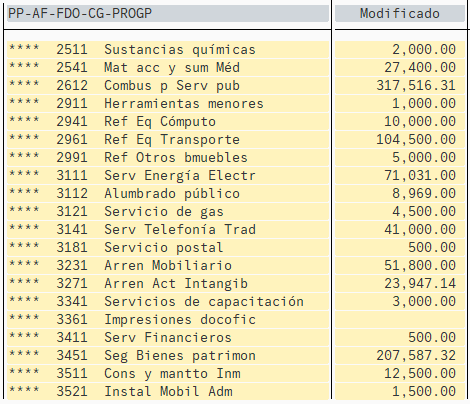 PP-AF-FDO-CG-PROGP Modificado
**** 2511 Sustancias químicas 2,000.00
**** 2541 Mat acc y sum Méd 27,400.00
**** 2612 Combus p Serv pub 317,516.31
**** 2911 Herramientas menores 1,000.00
**** 2941 Ref Eq Cómputo 10,000.00
**** 2961 Ref Eq Transporte 104,500.00
**** 2991 Ref Otros bmuebles 5,000.00
**** 3111 Serv Energía Electr 71,031.00
**** 3112 Alumbrado público 8,969.00
**** 3121 Servicio de gas 4,500.00
**** 3141 Serv Telefonía Trad 41,000.00
**** 3181 Servicio postal 500.00
**** 3231 Arren Mobiliario 51,800.00
**** 3271 Arren Act Intangib 23,947.14
**** 3341 Servicios de capacitación 3,000.00
**** 3361 Impresiones docofic
**** 3411 Serv Financieros 500.00
**** 3451 Seg Bienes patrimon 207,587.32
**** 3511 Cons y mantto Inm 12,500.00
**** 3521 Instal Mobil Adm 1,500.00